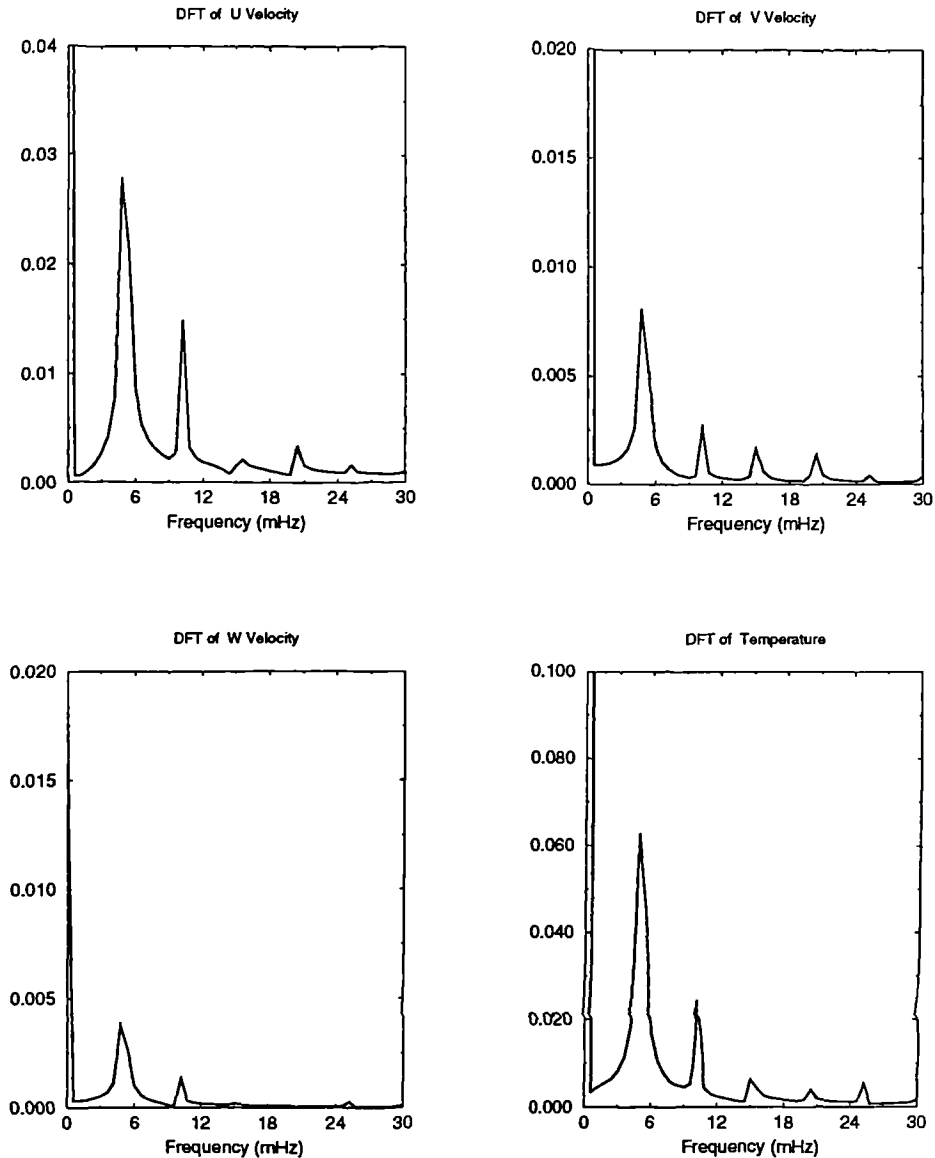 DFT of U Velocity
0.04
0.03
0.02
0.01
0.00
0 6 12 18 24 30
Frequency (mHz)
DFT of V Velocity
0.020
0.015
0.010
0.005
0.000
0 6 12 18 24 30
Frequency (mHz)
DFT of W Velocity
0.020
0.015
0.010
0.005
0.000
0 6 12 18 24 30
Frequency (mHz)
DFT of Temperature
0.100
0.080
0.060
0.040
0.020
0.000
0 6 12 18 24 30
Frequency (mHz)